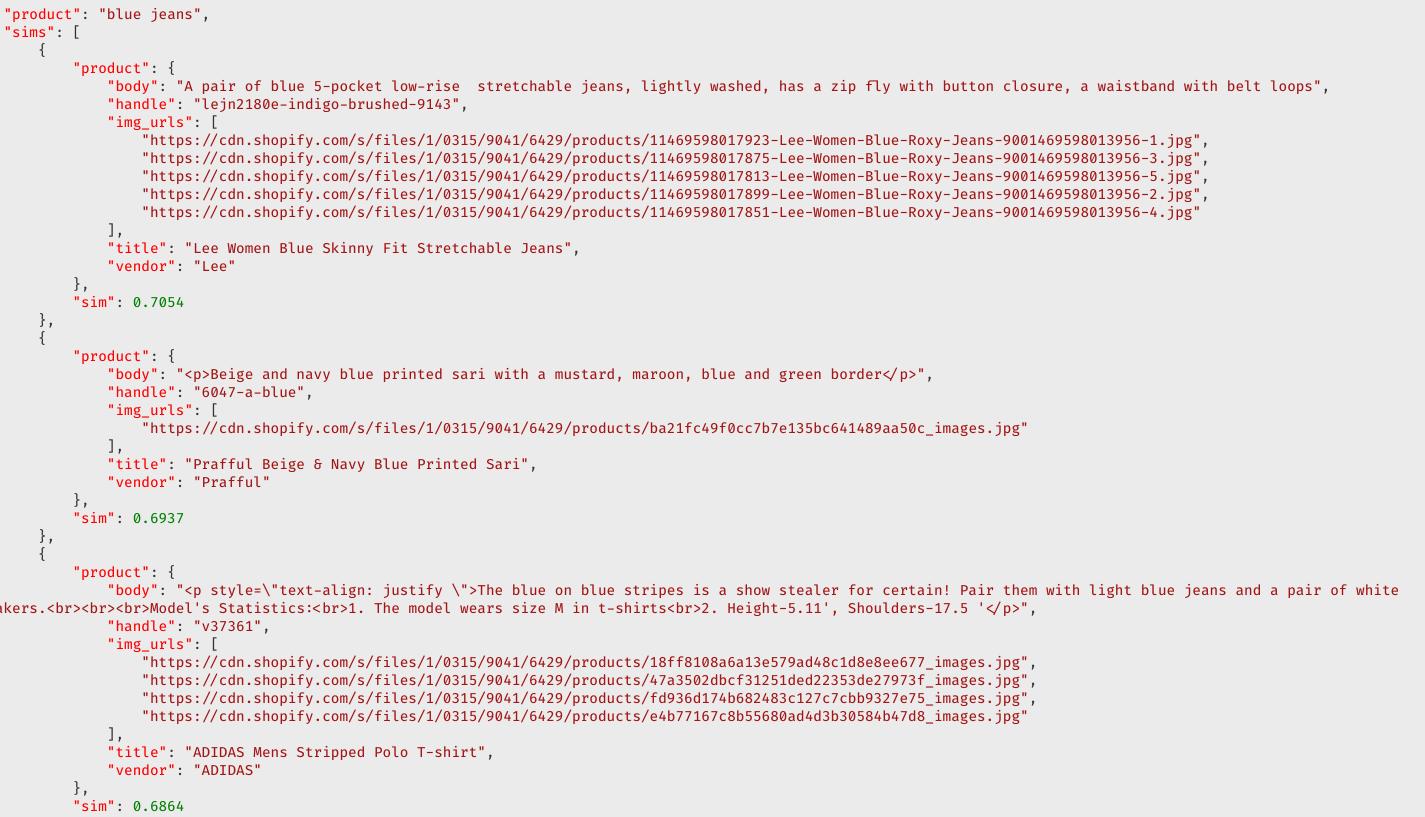 "product": "blue jeans",
"sims": [
{
"product": {
"body": "A pair of blue 5-pocket low-rise  stretchable jeans, lightly washed, has a zip fly with button closure, a waistband with belt loops",
"handle": "lejn2180e-indigo-brushed-9143",
"img_urls": [
"https://cdn.shopify.com/s/files/1/0315/9041/6429/products/11469598017923-Lee-Women-Blue-Roxy-Jeans-9001469598013956-1.jpg",
"https://cdn.shopify.com/s/files/1/0315/9041/6429/products/11469598017875-Lee-Women-Blue-Roxy-Jeans-9001469598013956-3.jpg",
"https://cdn.shopify.com/s/files/1/0315/9041/6429/products/11469598017813-Lee-Women-Blue-Roxy-Jeans-9001469598013956-5.jpg",
"https://cdn.shopify.com/s/files/1/0315/9041/6429/products/11469598017899-Lee-Women-Blue-Roxy-Jeans-9001469598013956-2.jpg",
"https://cdn.shopify.com/s/files/1/0315/9041/6429/products/11469598017851-Lee-Women-Blue-Roxy-Jeans-9001469598013956-4.jpg"
],
"title": "Lee Women Blue Skinny Fit Stretchable Jeans",
"vendor": "Lee"
},
"sim": 0.7054
},
{
"product": {
"body": "<p>Beige and navy blue printed sari with a mustard, maroon, blue and green border</p>",
"handle": "6047-a-blue",
"img_urls": [
"https://cdn.shopify.com/s/files/1/0315/9041/6429/products/ba21fc49f0cc7b7e135bc641489aa50c_images.jpg"
],
"title": "Prafful Beige & Navy Blue Printed Sari",
"vendor": "Prafful"
},
"sim": 0.6937
},
{
"product": {
"body": "<p style=\"text-align: justify \">The blue on blue stripes is a show stealer for certain! Pair them with light blue jeans and a pair of white
akers.<br><br><br>Model's Statistics:<br>1. The model wears size M in t-shirts<br>2. Height-5.11', Shoulders-17.5 '</p>",
"handle": "v37361",
"img_urls": [
"https://cdn.shopify.com/s/files/1/0315/9041/6429/products/18ff8108a6a13e579ad48c1d8e8ee677_images.jpg",
"https://cdn.shopify.com/s/files/1/0315/9041/6429/products/47a3502dbcf31251ded22353de27973f_images.jpg",
"https://cdn.shopify.com/s/files/1/0315/9041/6429/products/fd936d174b682483c127c7cbb9327e75_images.jpg",
"https://cdn.shopify.com/s/files/1/0315/9041/6429/products/e4b77167c8b55680ad4d3b30584b47d8_images.jpg"
],
"title": "ADIDAS Mens Stripped Polo T-shirt",
"vendor": "ADIDAS"
},
"sim": 0.6864